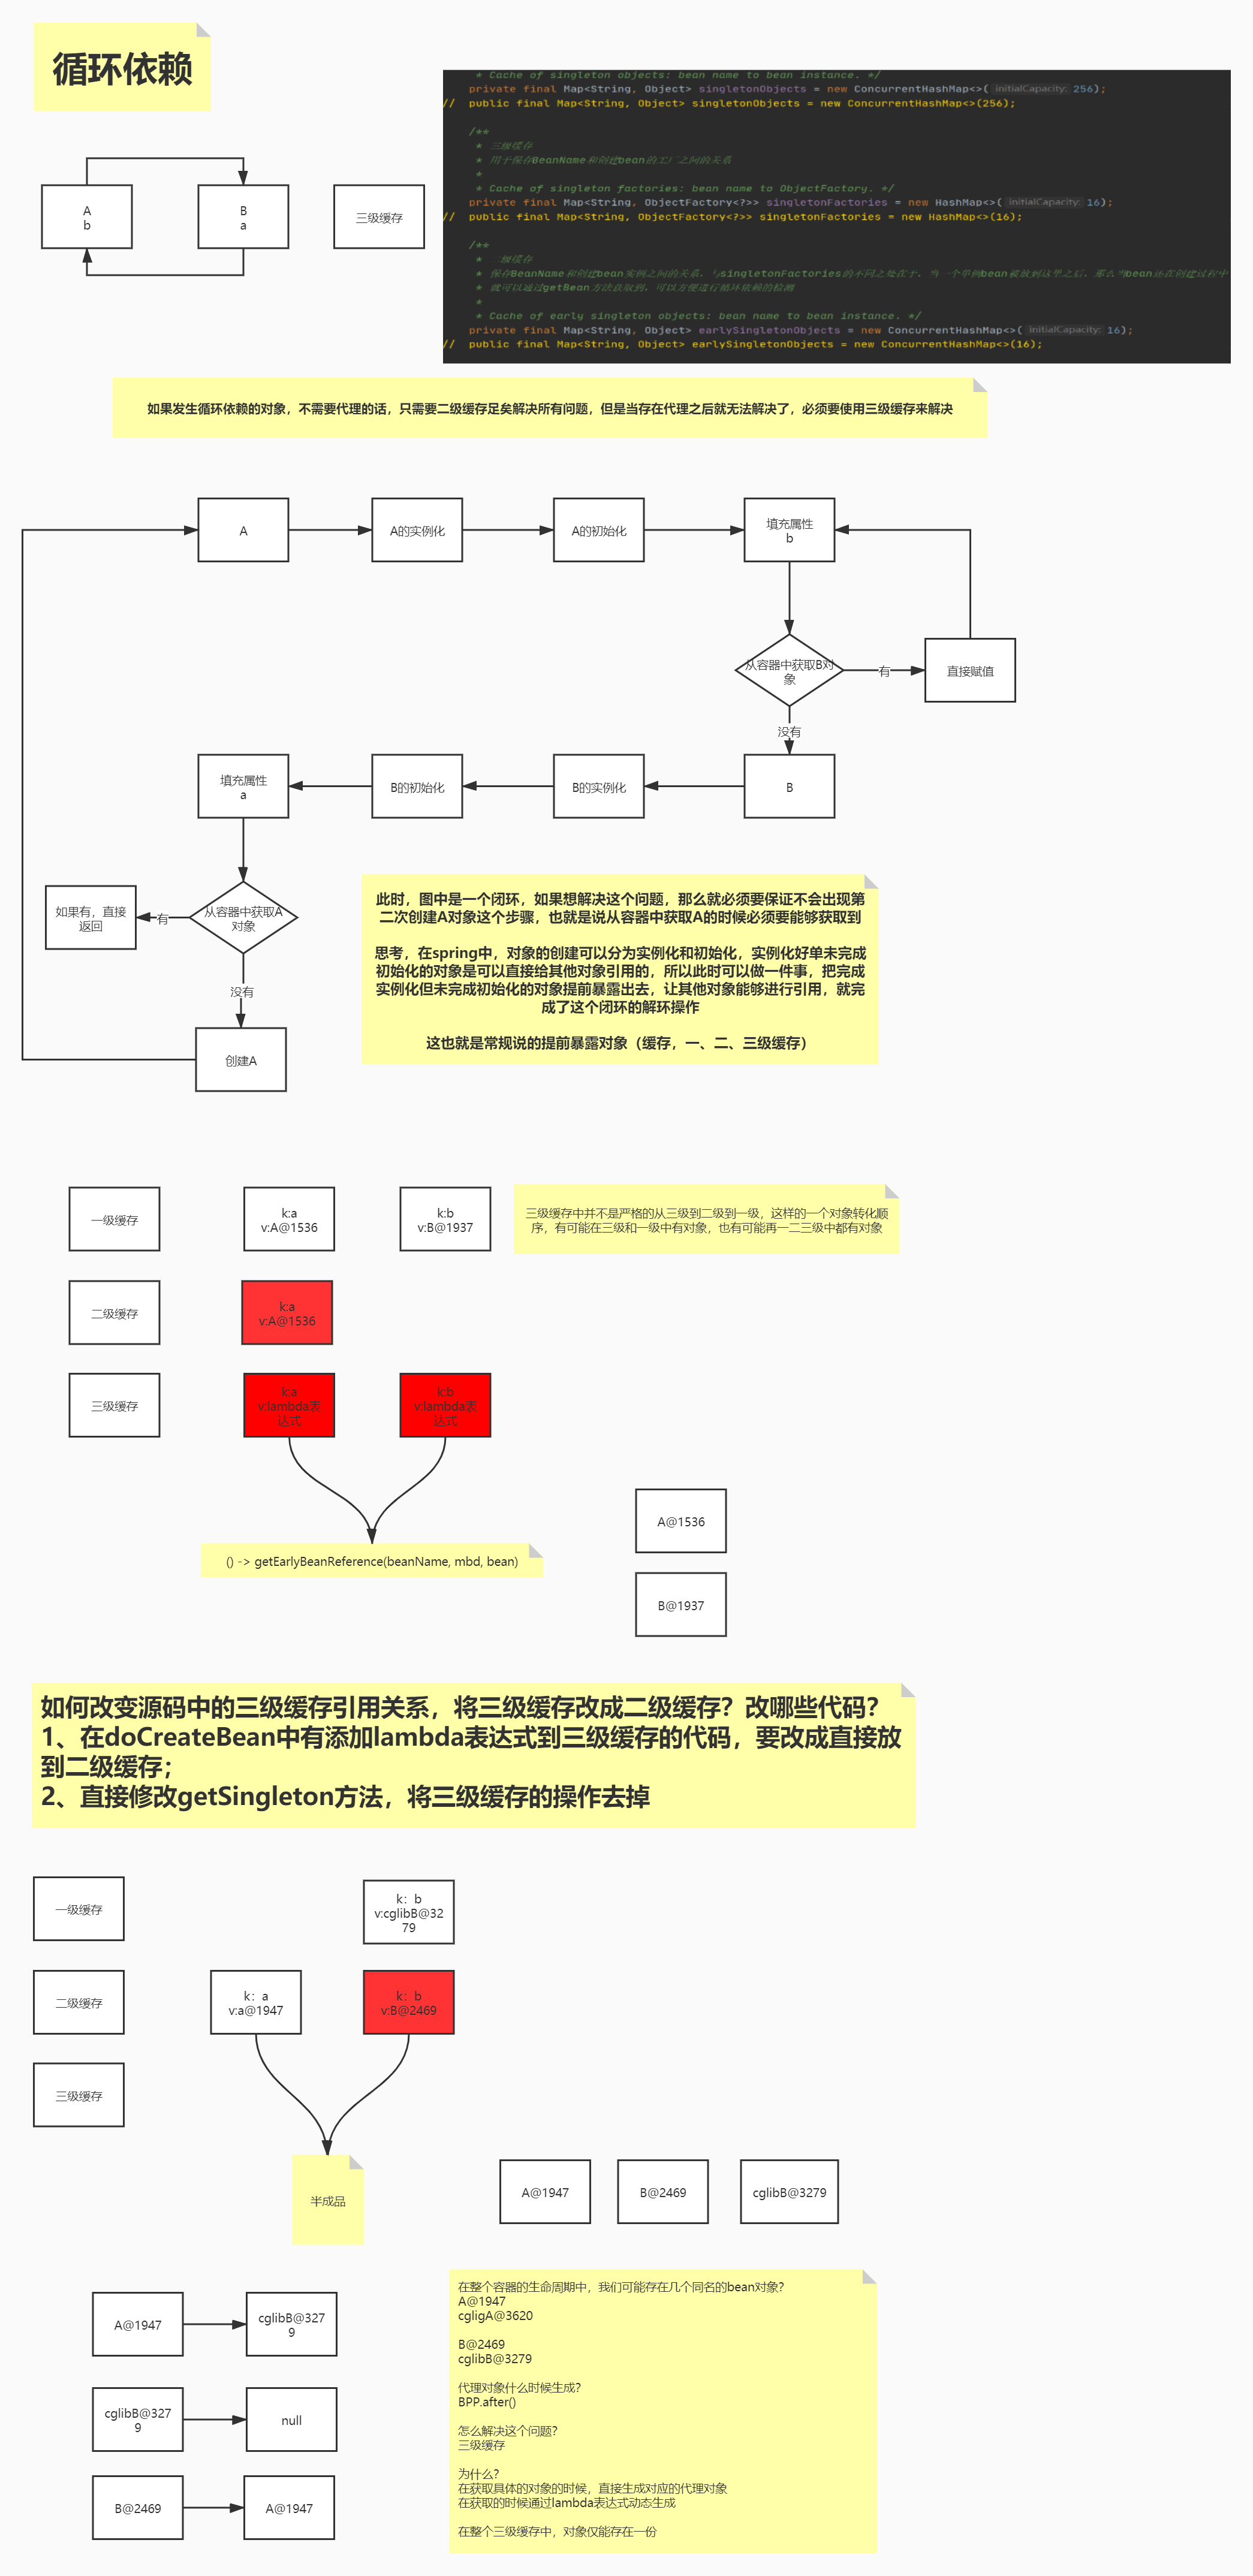 循环依赖
A
b
B
a
三级缓存
* Cache of singleton objects: bean name to bean instance. */
private final Map<String, Object> singletonObjects = new ConcurrentHashMap<>( initialCapacity: 256);
// public final Map<String, Object> singletonObjects = new ConcurrentHashMap<>(256);
/**
* 三级缓存
* 用于保存BeanName和创建bean的工厂之间的关系
*
* Cache of singleton factories: bean name to ObjectFactory. */
private final Map<String, ObjectFactory<?>> singletonFactories = new HashMap<>( initialCapacity: 16);
// public final Map<String, ObjectFactory<?>> singletonFactories = new HashMap<>(16);
/**
* 二级缓存
* 保存BeanName和创建bean实例之间的关系，与singletonFactories的不同之处在于，当一个单例bean被放到这里之后，那么当bean还在创建过程中
* 就可以通过getBean方法获取到，可以方便进行循环依赖的检测
*
* Cache of early singleton objects: bean name to bean instance. */
private final Map<String, Object> earlySingletonObjects = new ConcurrentHashMap<>( initialCapacity: 16);
// public final Map<String, Object> earlySingletonObjects = new ConcurrentHashMap<>(16);
如果发生循环依赖的对象，不需要代理的话，只需要二级缓存足矣解决所有问题，但是当存在代理之后就无法解决了，必须要使用三级缓存来解决
A
A的实例化
A的初始化
填充属性
b
从容器中获取B对
象
有
直接赋值
没有
填充属性
a
B的初始化
B的实例化
B
如果有，直接
返回
有
从容器中获取A
对象
没有
创建A
此时，图中是一个闭环，如果想解决这个问题，那么就必须要保证不会出现第
二次创建A对象这个步骤，也就是说从容器中获取A的时候必须要能够获取到
思考，在spring中，对象的创建可以分为实例化和初始化，实例化好单未完成
初始化的对象是可以直接给其他对象引用的，所以此时可以做一件事，把完成
实例化但未完成初始化的对象提前暴露出去，让其他对象能够进行引用，就完
成了这个闭环的解环操作
这也就是常规说的提前暴露对象（缓存，一、二、三级缓存）
一级缓存
k:a
v:A@1536
k:b
v:B@1937
三级缓存中并不是严格的从三级到二级到一级，这样的一个对象转化顺
序，有可能在三级和一级中有对象，也有可能再一二三级中都有对象
二级缓存
k:a
v:A@1536
三级缓存
k:a
v:lambda表
达式
k:b
v:lambda表
达式
A@1536
() -> getEarlyBeanReference(beanName, mbd, bean)
B@1937
如何改变源码中的三级缓存引用关系，将三级缓存改成二级缓存？改哪些代码？
1、在doCreateBean中有添加lambda表达式到三级缓存的代码，要改成直接放
到二级缓存；
2、直接修改getSingleton方法，将三级缓存的操作去掉
一级缓存
k：b
v:cglibB@32
79
二级缓存
k：a
v:a@1947
k：b
v:B@2469
三级缓存
半成品
A@1947
B@2469
cglibB@3279
A@1947
cglibB@327
9
cglibB@327
9
null
B@2469
A@1947
在整个容器的生命周期中，我们可能存在几个同名的bean对象？
A@1947
cgligA@3620
B@2469
cglibB@3279
代理对象什么时候生成？
BPP.after()
怎么解决这个问题？
三级缓存
为什么？
在获取具体的对象的时候，直接生成对应的代理对象
在获取的时候通过lambda表达式动态生成
在整个三级缓存中，对象仅能存在一份